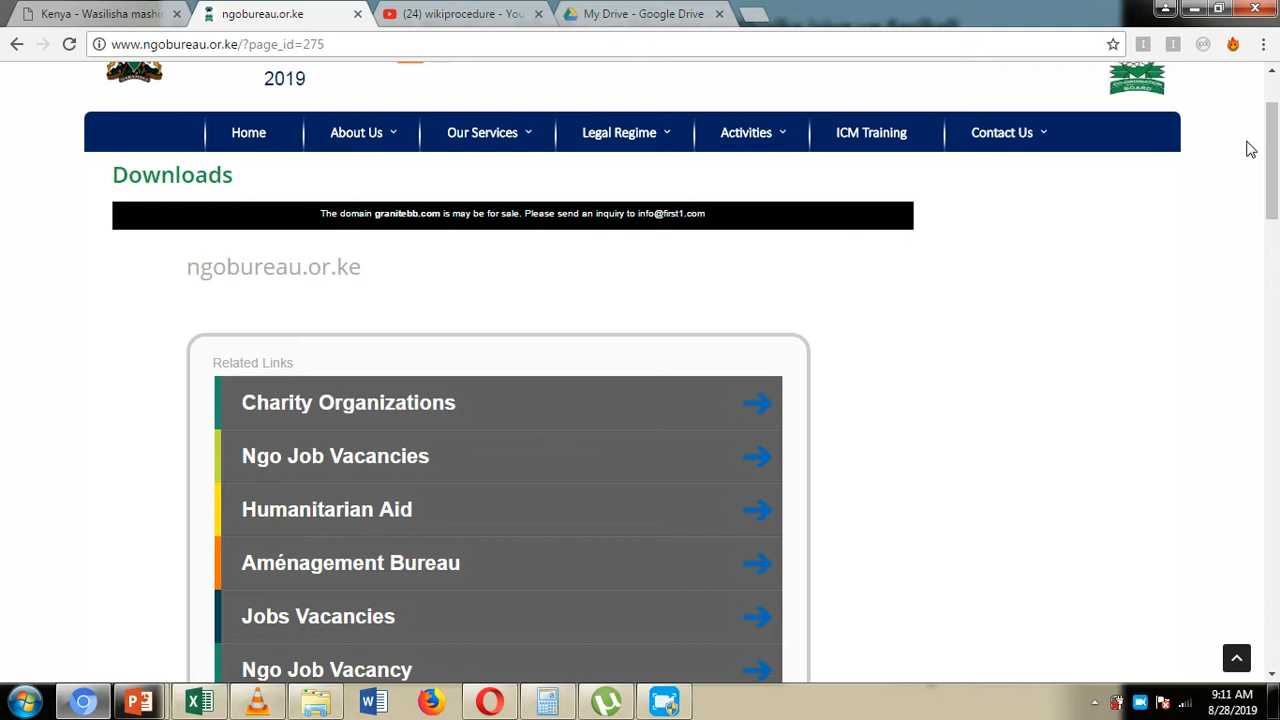 Kenya - Wasilisha mashi
ngobureau.or.ke
(24) wikiprocedure - You
My Drive - Google Drive
www.ngobureau.or.ke/?page_id=275
2019
CO-ORDINATION
BOARD
Home
About Us
Our Services
Legal Regime
Activities
ICM Training
Contact Us
Downloads
The domain granitebb.com is may be for sale. Please send an inquiry to info@first1.com
ngobureau.or.ke
Related Links
Charity Organizations
Ngo Job Vacancies
Humanitarian Aid
Aménagement Bureau
Jobs Vacancies
Ngo Job Vacancy
9:11 AM
8/28/2019